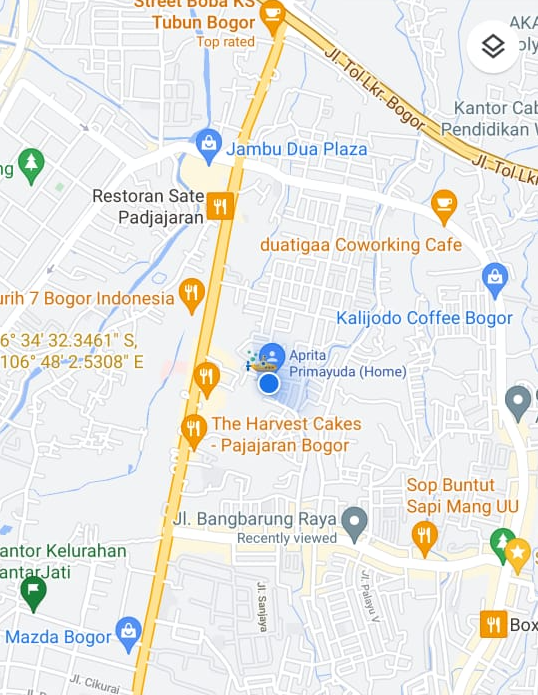 Street Boba KS
Tubun Bogor
Top rated
AKA
Kantor Cab
Pendidikan W
Jl. Tol Lkr. Bogor
Jl. Tol Lkr
Jambu Dua Plaza
ng
Restoran Sate
Padjajaran
duatigaa Coworking Cafe
urih 7 Bogor Indonesia
Kalijodo Coffee Bogor
6° 34' 32.3461" S,
106° 48' 2.5308" E
Aprita
Primayuda (Home)
The Harvest Cakes
- Pajajaran Bogor
Sop Buntut
Sapi Mang UU
Jl. Bangbarung Raya
Recently viewed
antor Kelurahan
antarJati
Jl. Sanjaya
Jl. Palayu V
Mazda Bogor
Box
Jl. Cikurai